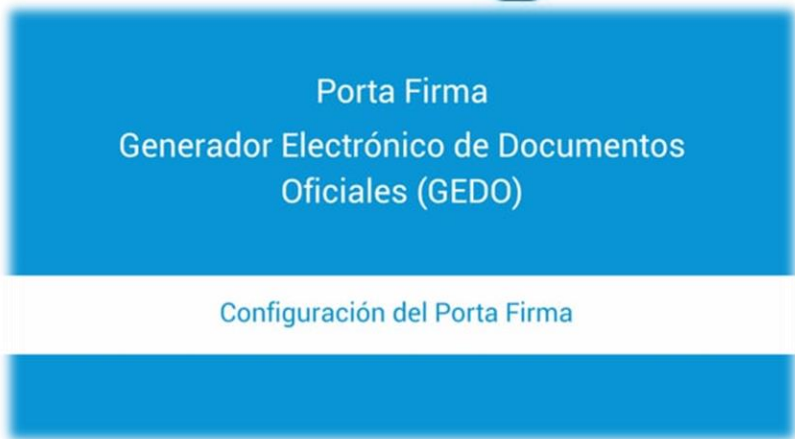 Porta Firma
Generador Electrónico de Documentos
Oficiales (GEDO)
Configuración del Porta Firma